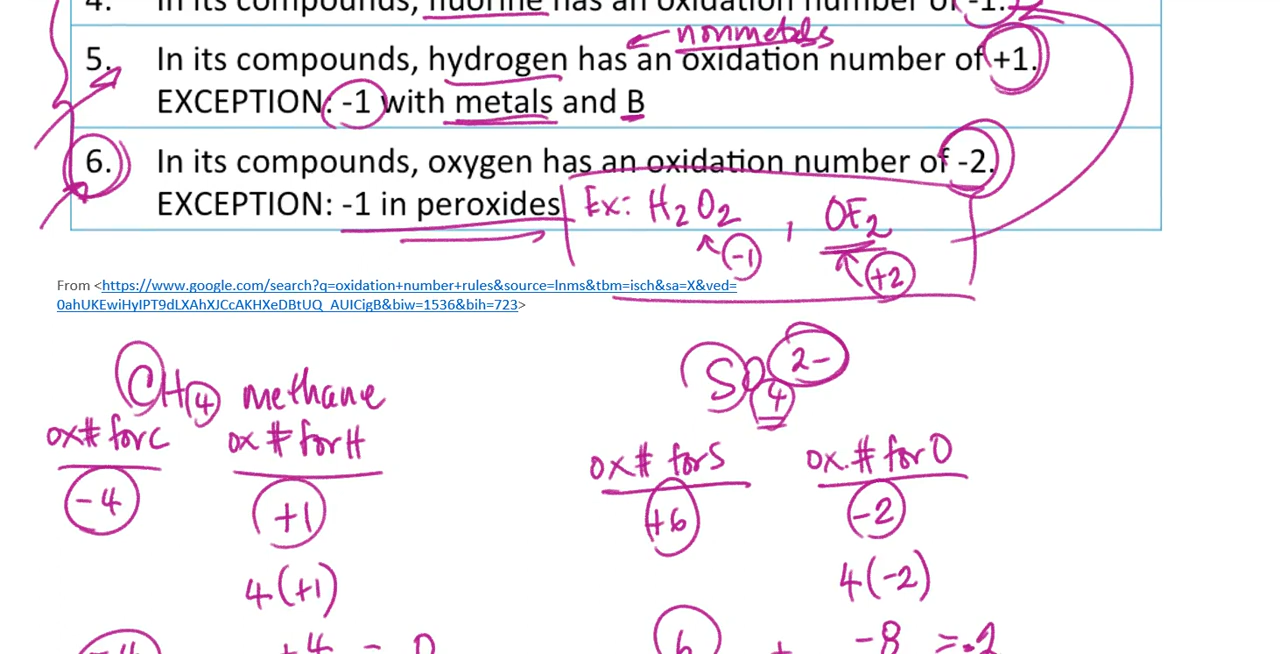 4. In its compounds, fluorine has an oxidation number of -1.
nonmetals
5. In its compounds, hydrogen has an oxidation number of +1.
EXCEPTION: -1 with metals and B
6. In its compounds, oxygen has an oxidation number of -2.
EXCEPTION: -1 in peroxides Ex: H₂O₂ , OF₂
-1 +2
From <https://www.google.com/search?q=oxidation+number+rules&source=lnms&tbm=isch&sa=X&ved=
0ahUKEwiHyIPT9dLXAhXJCcAKHXeDBtUQ_AUICigB&biw=1536&bih=723>
CH4 methane SO₄²⁻
ox# for C ox # for H ox# for S ox.# for O
-4 +1 +6 -2
4(+1) 4(-2)
-4 +4 = 0 6 + -8 = -2